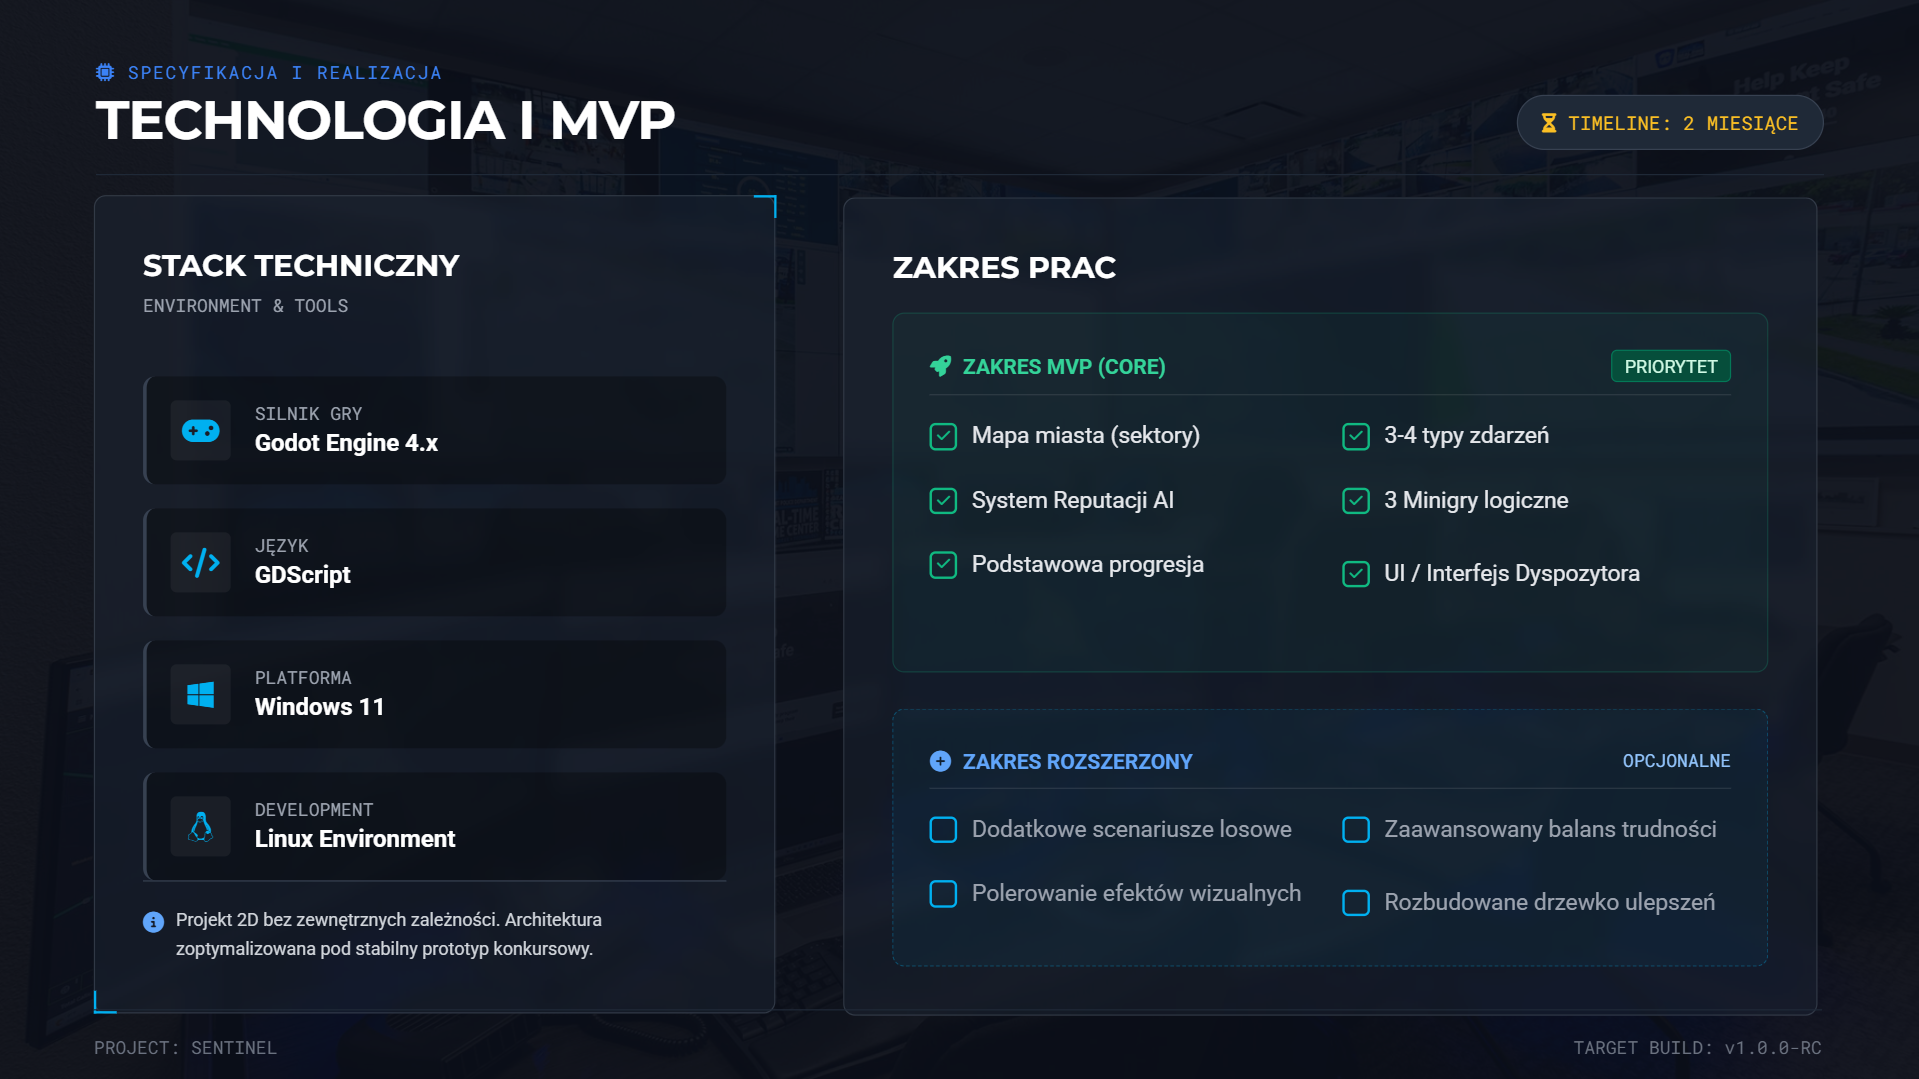 SPECYFIKACJA I REALIZACJA
TECHNOLOGIA I MVP
TIMELINE: 2 MIESIĄCE
STACK TECHNICZNY
ENVIRONMENT & TOOLS
SILNIK GRY
Godot Engine 4.x
JĘZYK
GDScript
PLATFORMA
Windows 11
DEVELOPMENT
Linux Environment
Projekt 2D bez zewnętrznych zależności. Architektura
zoptymalizowana pod stabilny prototyp konkursowy.
ZAKRES PRAC
ZAKRES MVP (CORE)
PRIORYTET
Mapa miasta (sektory)
3-4 typy zdarzeń
System Reputacji AI
3 Minigry logiczne
Podstawowa progresja
UI / Interfejs Dyspozytora
ZAKRES ROZSZERZONY
OPCJONALNE
Dodatkowe scenariusze losowe
Zaawansowany balans trudności
Polerowanie efektów wizualnych
Rozbudowane drzewko ulepszeń
PROJECT: SENTINEL
TARGET BUILD: v1.0.0-RC
Help Keep
Safe